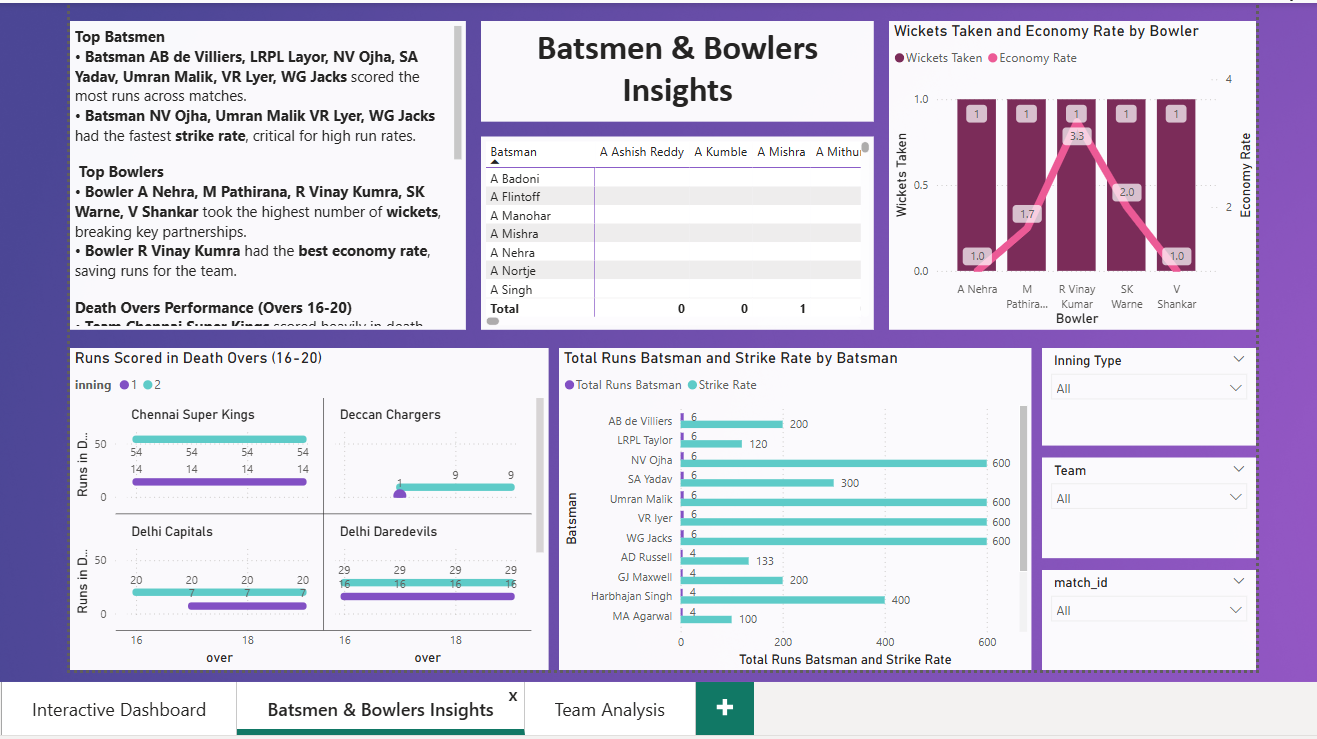 Top Batsmen
• Batsman AB de Villiers, LRPL Layor, NV Ojha, SA
Yadav, Umran Malik, VR Lyer, WG Jacks scored the
most runs across matches.
• Batsman NV Ojha, Umran Malik VR Lyer, WG Jacks
had the fastest strike rate, critical for high run rates.
Top Bowlers
• Bowler A Nehra, M Pathirana, R Vinay Kumra, SK
Warne, V Shankar took the highest number of wickets,
breaking key partnerships.
• Bowler R Vinay Kumra had the best economy rate,
saving runs for the team.
Death Overs Performance (Overs 16-20)
• Team Chennai Super Kings scored heavily in death
Batsmen & Bowlers
Insights
Batsman A Ashish Reddy A Kumble A Mishra A Mithu
A Badoni
A Flintoff
A Manohar
A Mishra
A Nehra
A Nortje
A Singh
Total 0 0 1
Wickets Taken and Economy Rate by Bowler
Wickets Taken Economy Rate
Wickets Taken
1.0
0.5
0.0
1 1 1 1 1
1.0 1.7 3.3 2.0 1.0
4
2
Economy Rate
A Nehra
M
Pathira...
R Vinay
Kumar
SK
Warne
V
Shankar
Bowler
Runs Scored in Death Overs (16-20)
inning 1 2
Chennai Super Kings
Runs in D...
50
0
54 54 54 54
14 14 14 14
Deccan Chargers
1 9 9
Delhi Capitals
Runs in D...
50
0
20 20 20 20
7 7 7
Delhi Daredevils
29 29 29 29
16 16 16 16
16 18
over
16 18
over
Total Runs Batsman and Strike Rate by Batsman
Total Runs Batsman Strike Rate
Batsman
AB de Villiers 6 200
LRPL Taylor 6 120
NV Ojha 6 600
SA Yadav 6 300
Umran Malik 6 600
VR Iyer 6 600
WG Jacks 6 600
AD Russell 4 133
GJ Maxwell 4 200
Harbhajan Singh 4 400
MA Agarwal 4 100
0 200 400 600
Total Runs Batsman and Strike Rate
Inning Type
All
Team
All
match_id
All
Interactive Dashboard
Batsmen & Bowlers Insights x
Team Analysis
+